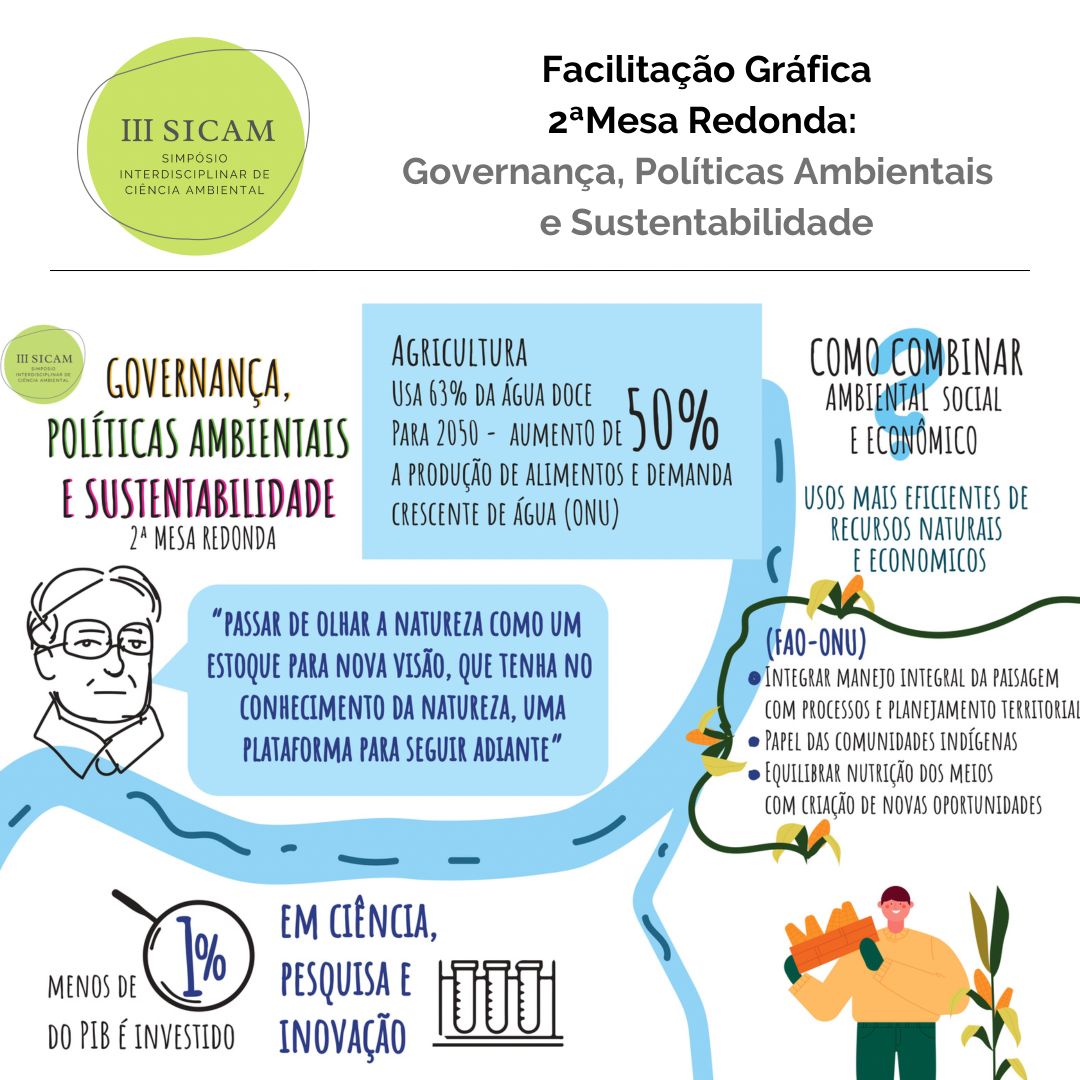 III SICAM
SIMPÓSIO
INTERDISCIPLINAR DE
CIÊNCIA AMBIENTAL
Facilitação Gráfica
2ªMesa Redonda:
Governança, Políticas Ambientais
e Sustentabilidade
III SICAM
SIMPÓSIO
INTERDISCIPLINAR DE
CIÊNCIA AMBIENTAL
GOVERNANÇA,
POLÍTICAS AMBIENTAIS
E SUSTENTABILIDADE
2ª MESA REDONDA
AGRICULTURA
USA 63% DA ÁGUA DOCE
PARA 2050 - AUMENTO DE 50%
A PRODUÇÃO DE ALIMENTOS E DEMANDA
CRESCENTE DE ÁGUA (ONU)
?
COMO COMBINAR
AMBIENTAL SOCIAL
E ECONÔMICO
USOS MAIS EFICIENTES DE
RECURSOS NATURAIS
E ECONOMICOS
"PASSAR DE OLHAR A NATUREZA COMO UM
ESTOQUE PARA NOVA VISÃO, QUE TENHA NO
CONHECIMENTO DA NATUREZA, UMA
PLATAFORMA PARA SEGUIR ADIANTE"
(FAO-ONU)
• INTEGRAR MANEJO INTEGRAL DA PAISAGEM
COM PROCESSOS E PLANEJAMENTO TERRITORIAL
• PAPEL DAS COMUNIDADES INDÍGENAS
• EQUILIBRAR NUTRIÇÃO DOS MEIOS
COM CRIAÇÃO DE NOVAS OPORTUNIDADES
MENOS DE 1%
DO PIB É INVESTIDO
EM CIÊNCIA,
PESQUISA E
INOVAÇÃO